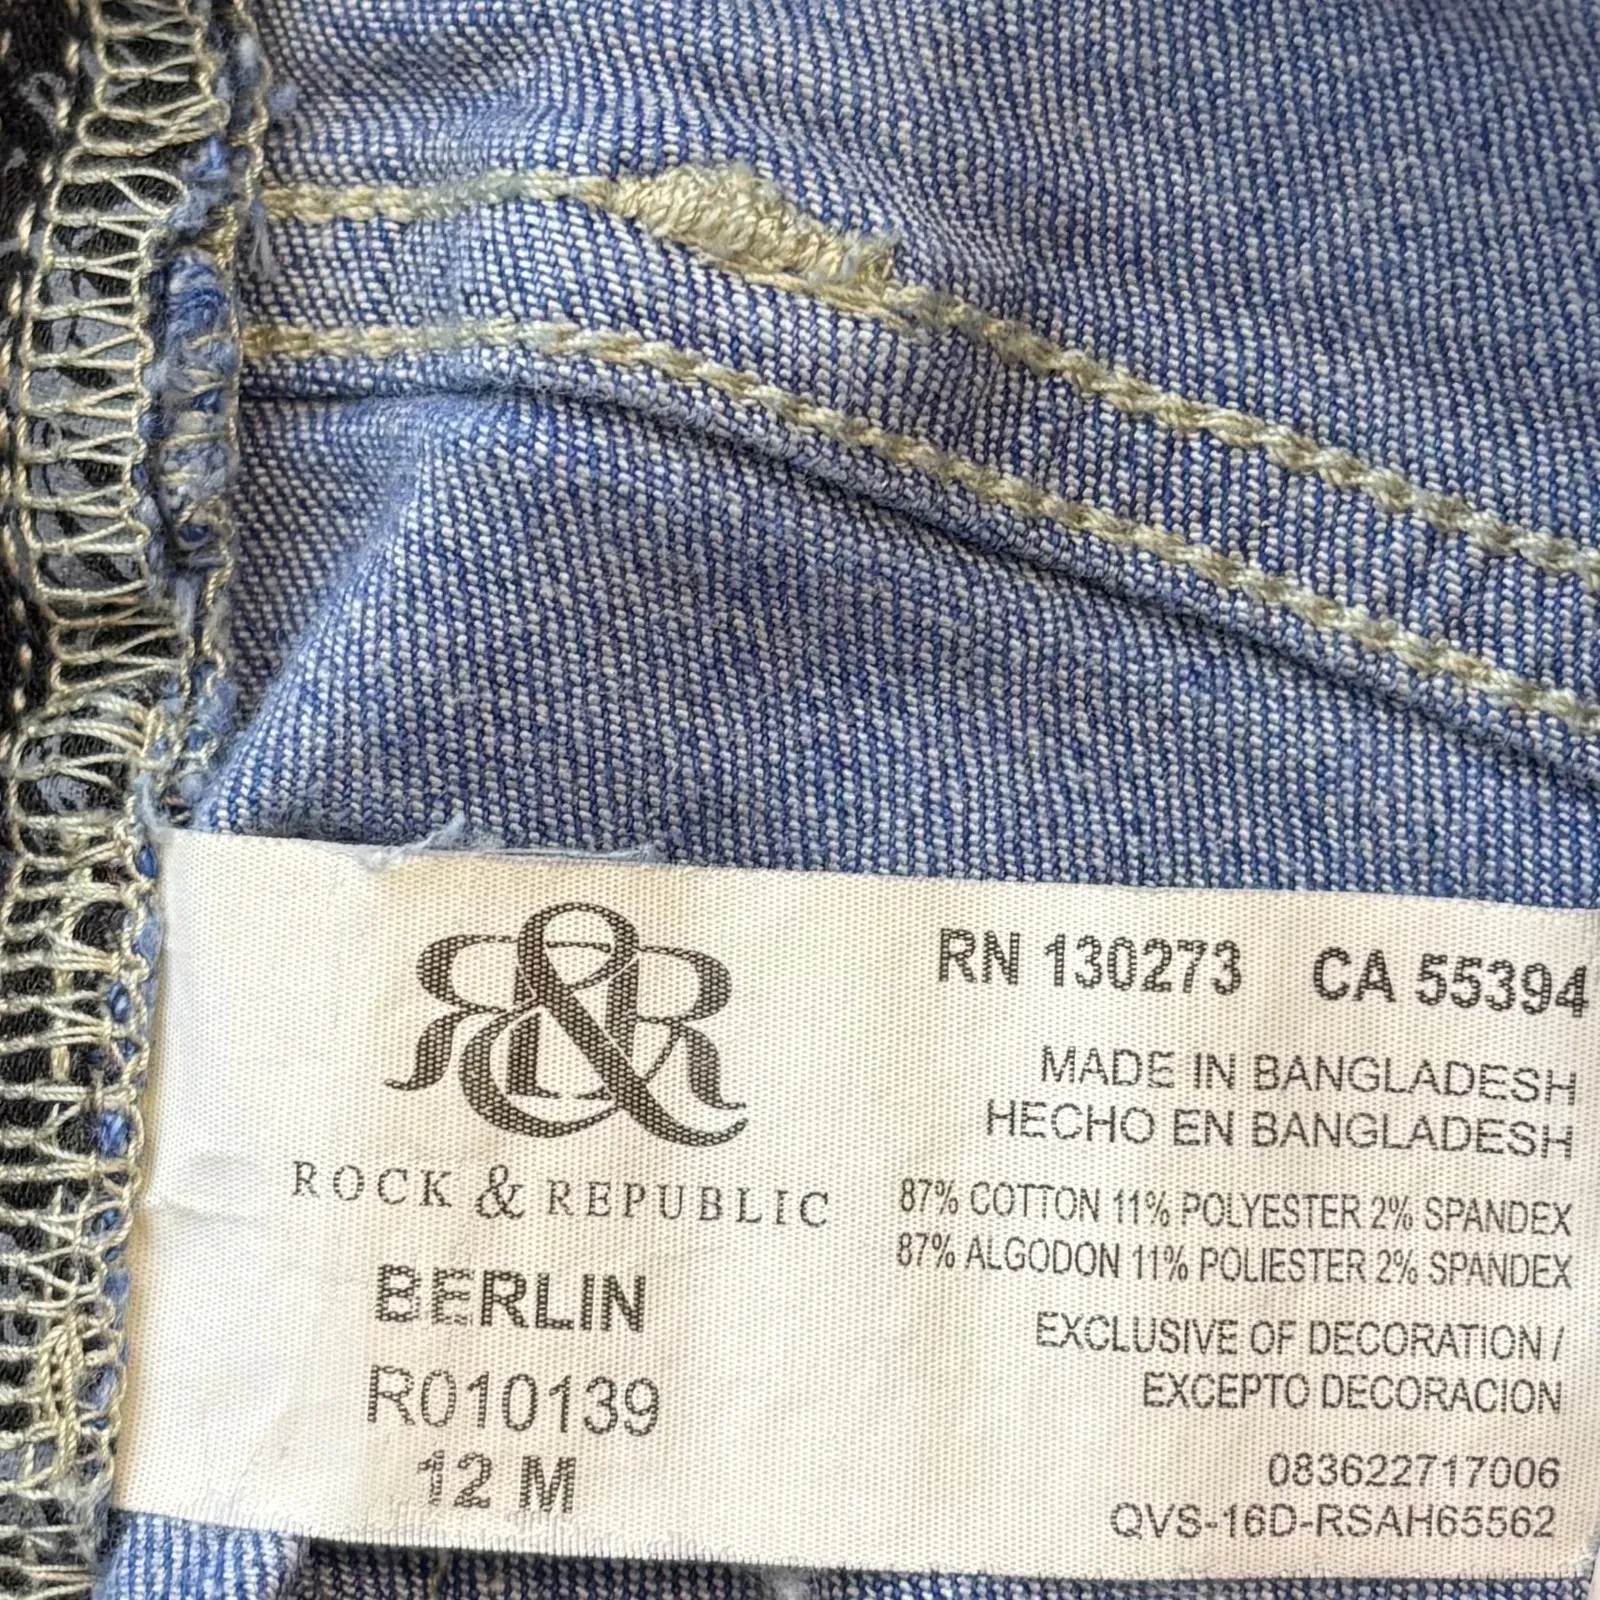 R&R
ROCK & REPUBLIC
BERLIN
R010139
12 M
RN 130273 CA 55394
MADE IN BANGLADESH
HECHO EN BANGLADESH
87% COTTON 11% POLYESTER 2% SPANDEX
87% ALGODON 11% POLIESTER 2% SPANDEX
EXCLUSIVE OF DECORATION /
EXCEPTO DECORACION
083622717006
QVS-16D-RSAH65562